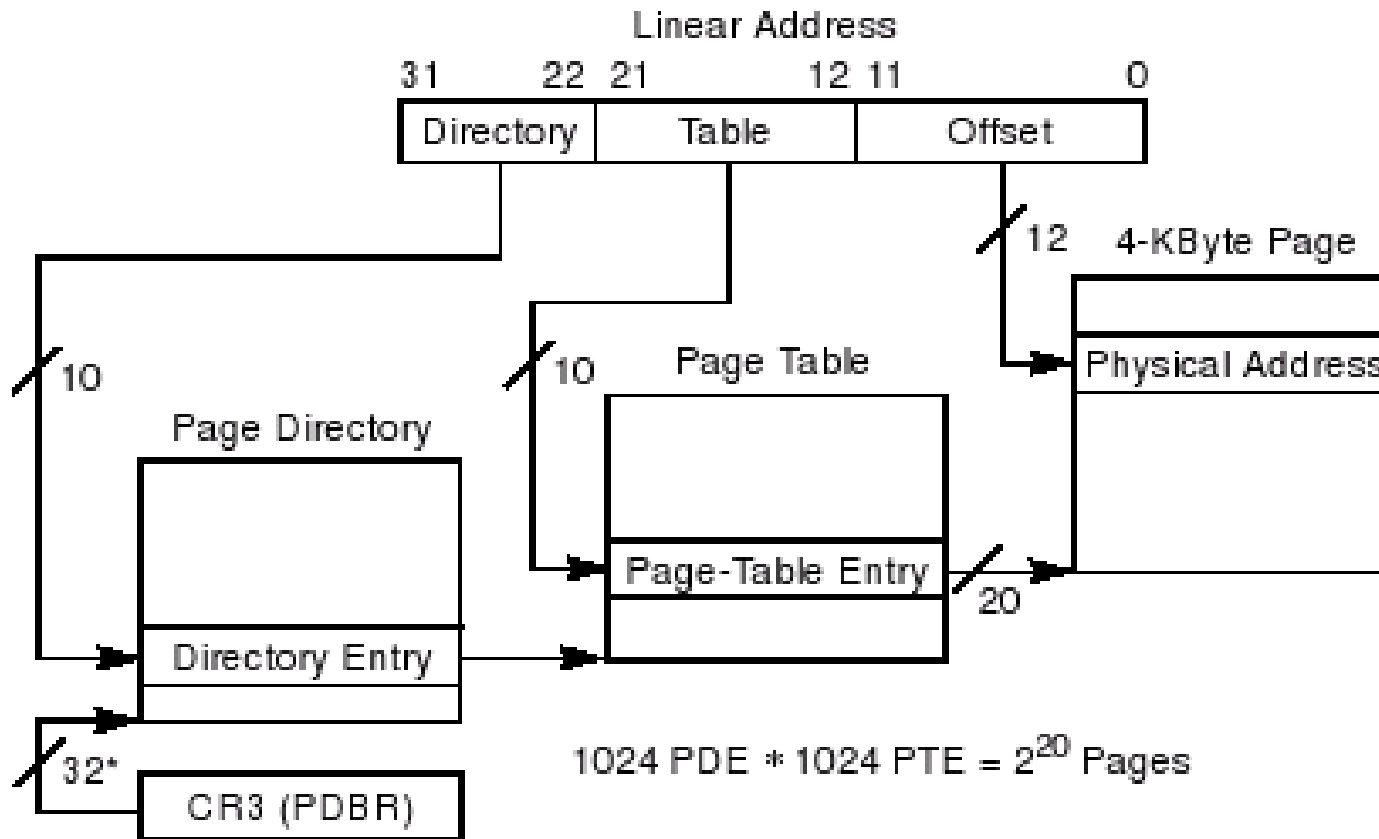 Linear Address
31 22 21 12 11 0
Directory Table Offset
12
4-KByte Page
10
10
Page Table
Physical Address
Page Directory
Page-Table Entry
20
Directory Entry
32*
1024 PDE * 1024 PTE = 2^20 Pages
CR3 (PDBR)